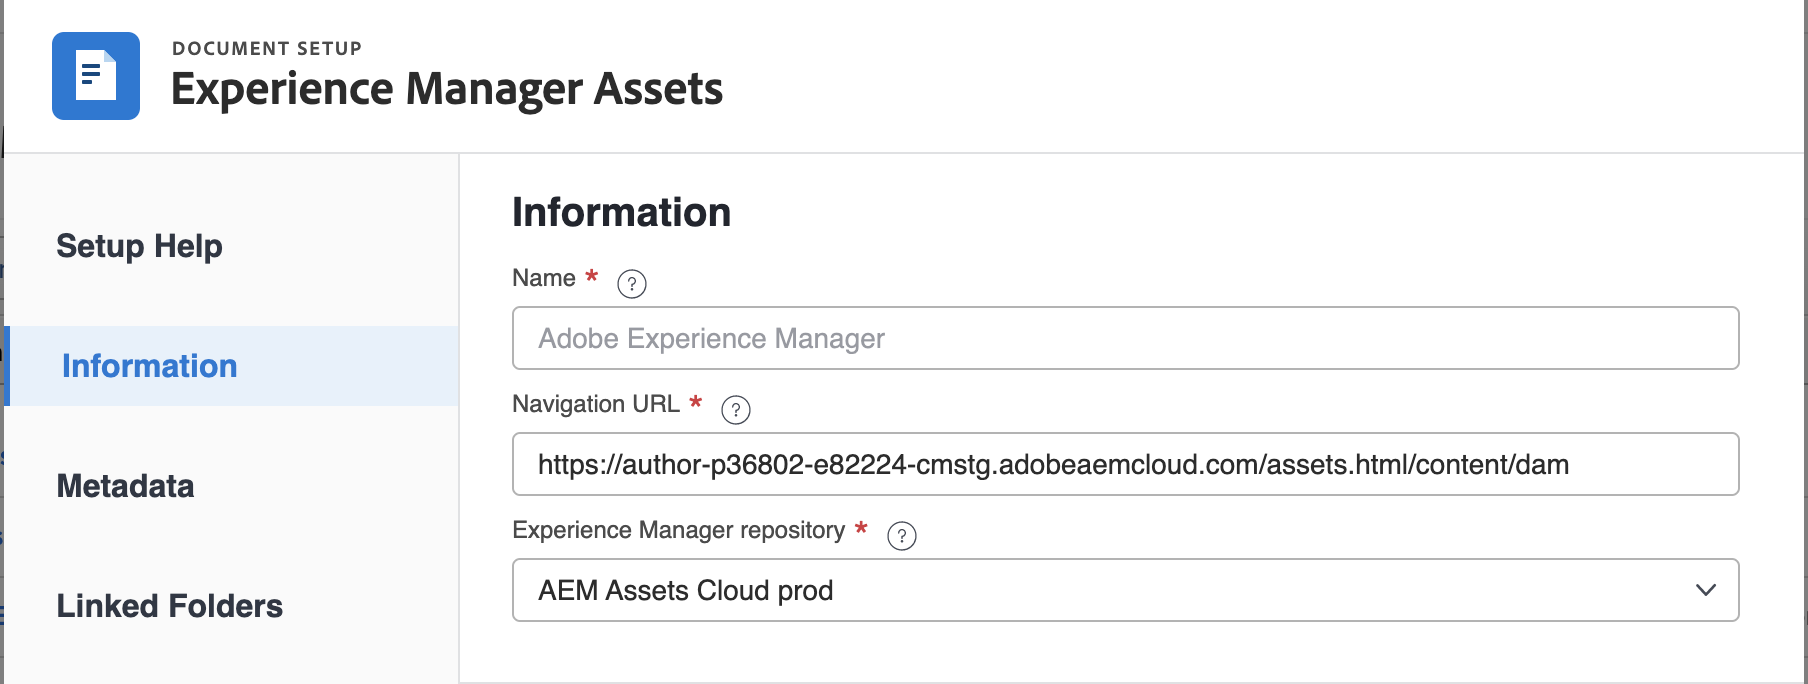 DOCUMENT SETUP
Experience Manager Assets
Setup Help
Information
Metadata
Linked Folders
Information
Name * ?
Adobe Experience Manager
Navigation URL * ?
https://author-p36802-e82224-cmstg.adobeaemcloud.com/assets.html/content/dam
Experience Manager repository * ?
AEM Assets Cloud prod